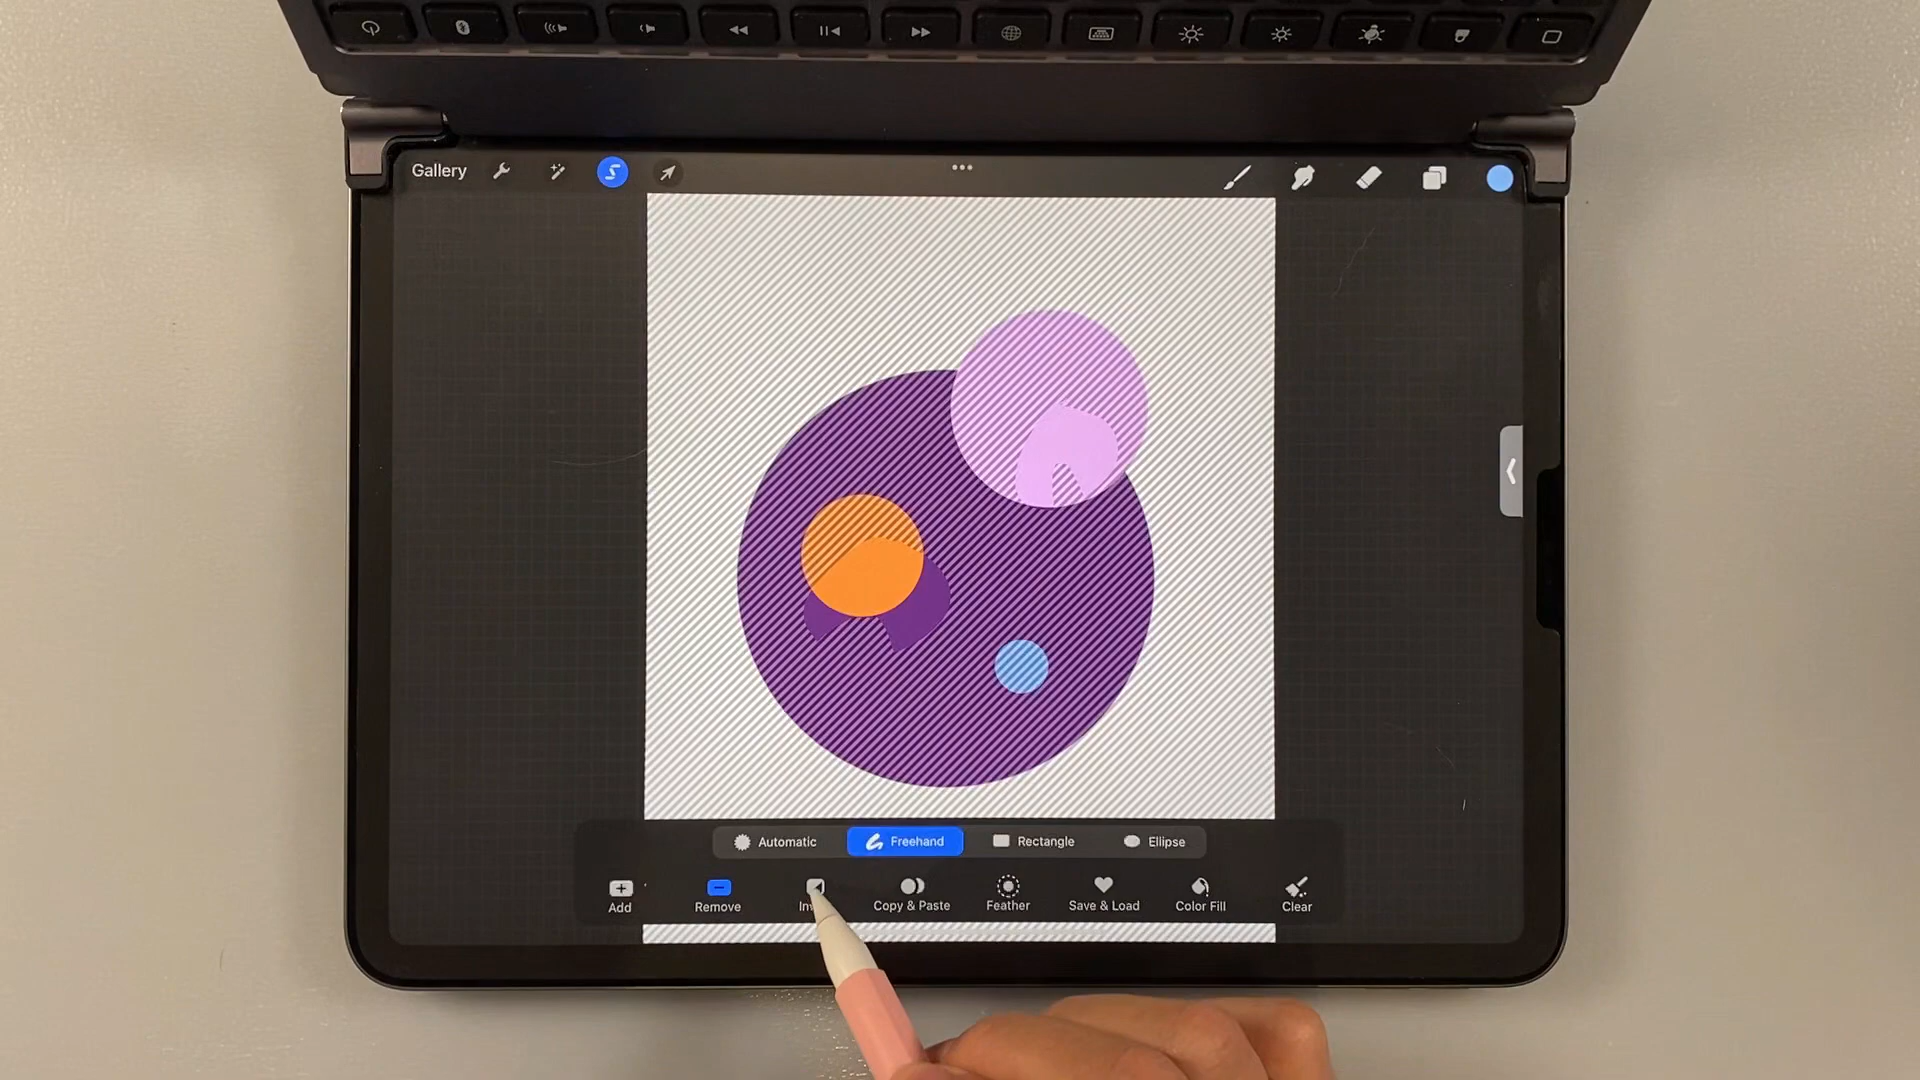 Gallery
Automatic
Freehand
Rectangle
Ellipse
Add
Remove
Copy & Paste
Feather
Save & Load
Color Fill
Clear